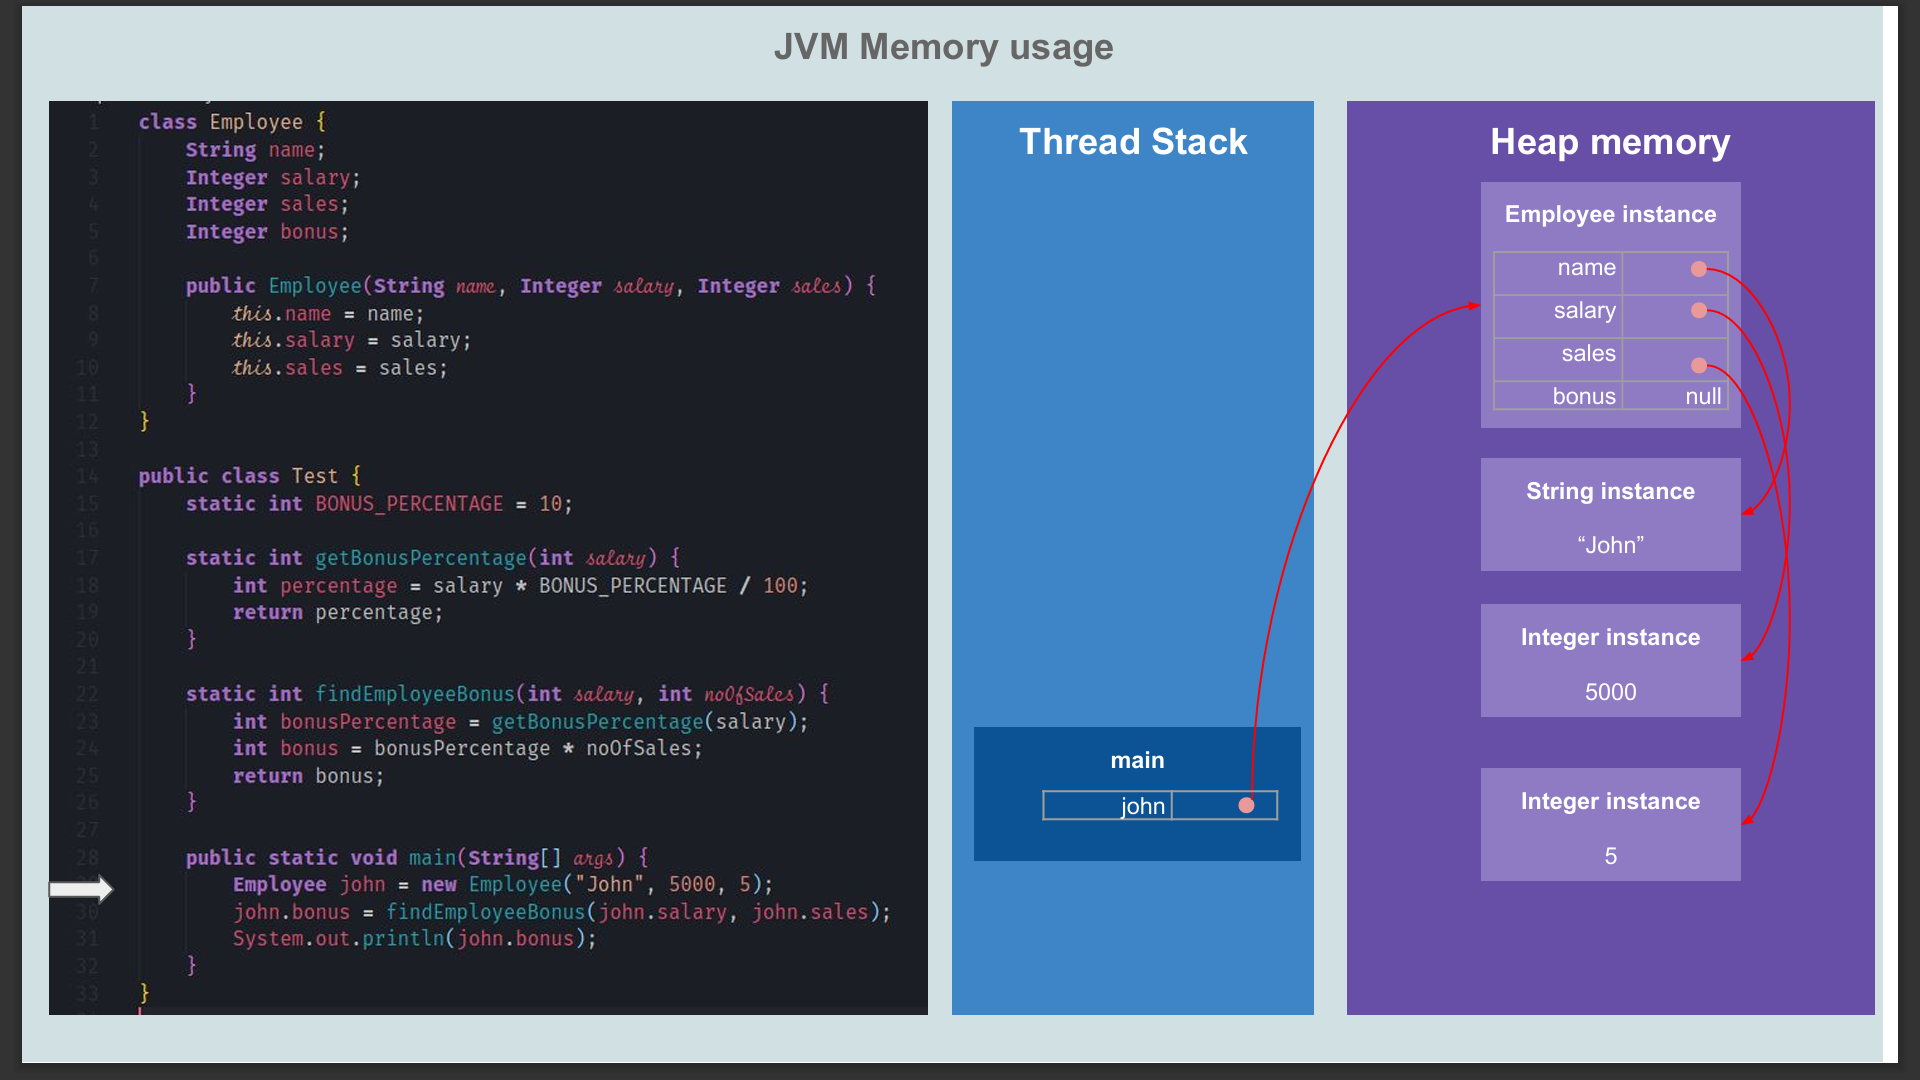 JVM Memory usage
1 class Employee {
2 String name;
3 Integer salary;
4 Integer sales;
5 Integer bonus;
6
7 public Employee(String name, Integer salary, Integer sales) {
8 this.name = name;
9 this.salary = salary;
10 this.sales = sales;
11 }
12 }
13
14 public class Test {
15 static int BONUS_PERCENTAGE = 10;
16
17 static int getBonusPercentage(int salary) {
18 int percentage = salary * BONUS_PERCENTAGE / 100;
19 return percentage;
20 }
21
22 static int findEmployeeBonus(int salary, int noOfSales) {
23 int bonusPercentage = getBonusPercentage(salary);
24 int bonus = bonusPercentage * noOfSales;
25 return bonus;
26 }
27
28 public static void main(String[] args) {
Employee john = new Employee("John", 5000, 5);
30 john.bonus = findEmployeeBonus(john.salary, john.sales);
31 System.out.println(john.bonus);
32 }
33 }
Thread Stack
main
john
Heap memory
Employee instance
name
salary
sales
bonus null
String instance
“John”
Integer instance
5000
Integer instance
5